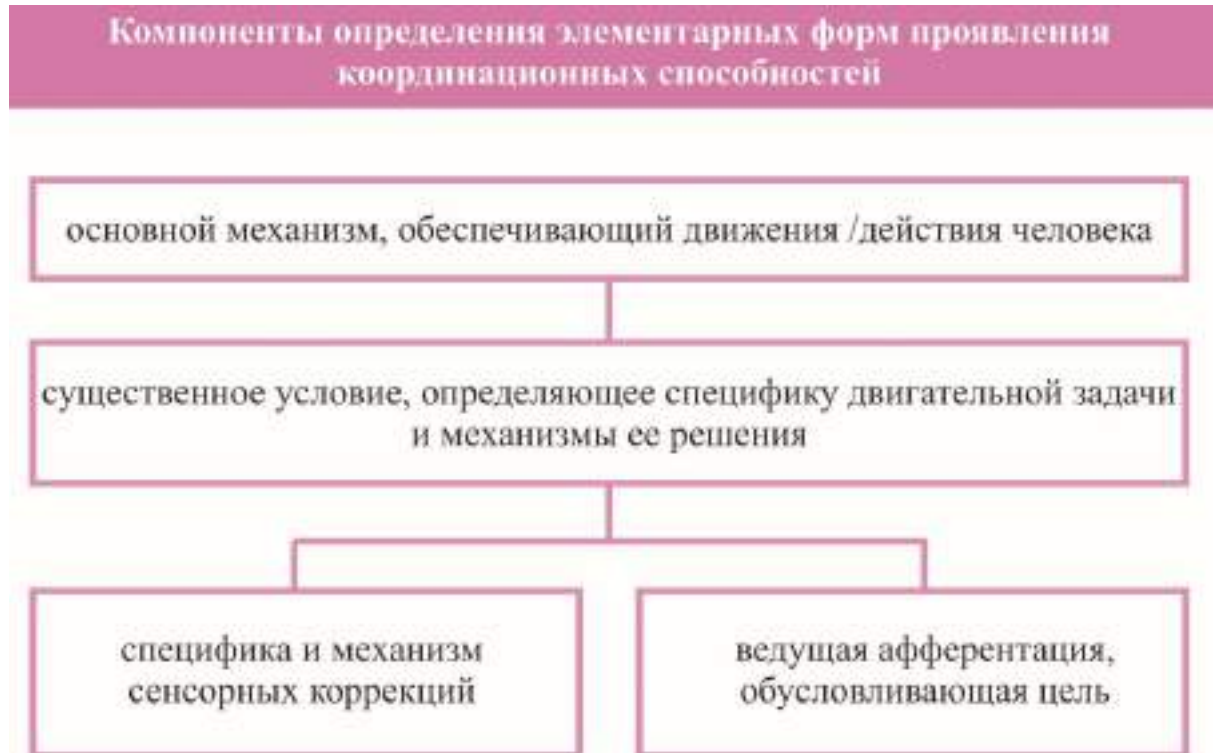 Компоненты определения элементарных форм проявления
координационных способностей
основной механизм, обеспечивающий движения /действия человека
существенное условие, определяющее специфику двигательной задачи
и механизмы ее решения
специфика и механизм
сенсорных коррекций
ведущая афферентация,
обусловливающая цель